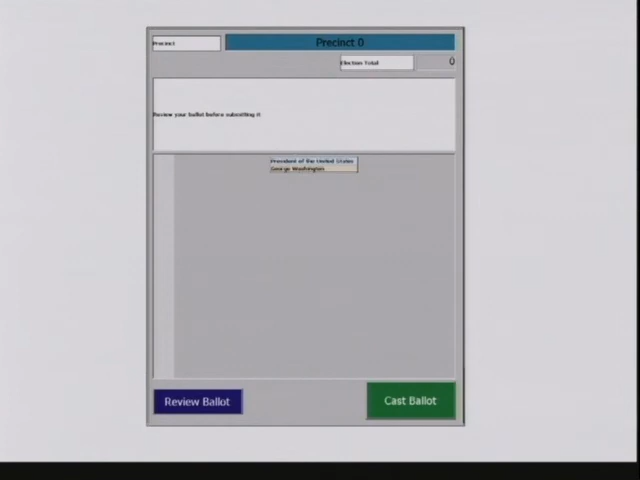 Precinct
Precinct 0
Election Total
0
Review your ballot before submitting it
President of the United States
George Washington
Review Ballot
Cast Ballot